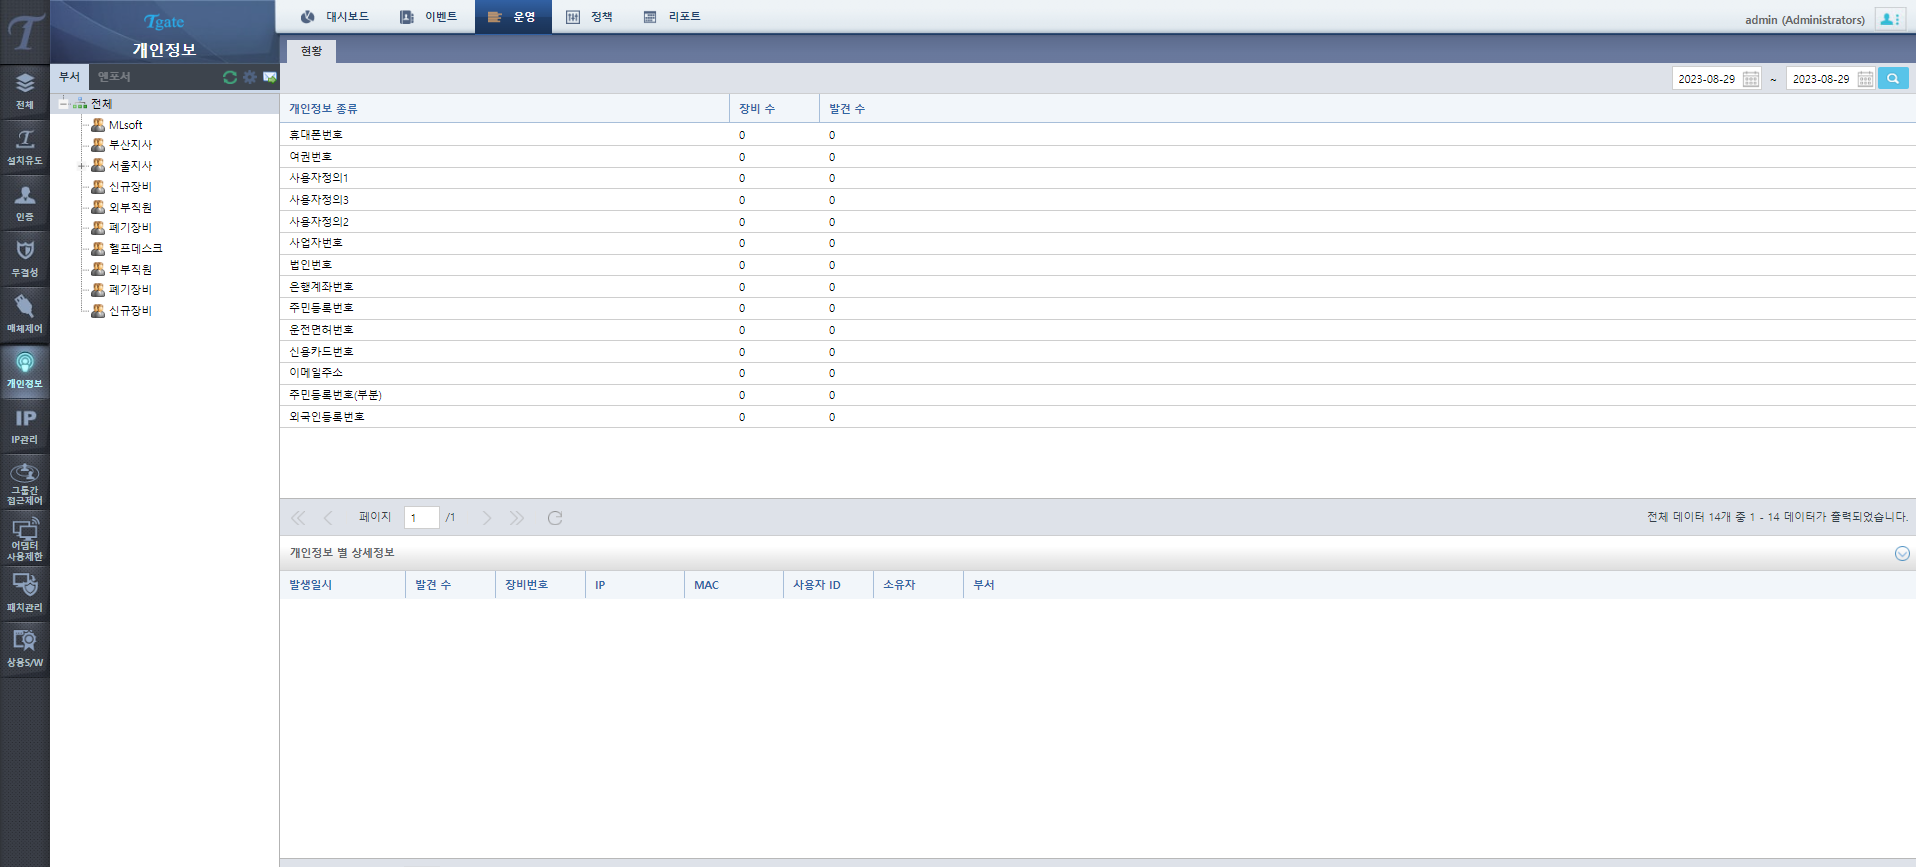 Tgate
개인정보
대시보드
이벤트
운영
정책
리포트
admin (Administrators)
현황
부서
엔포서
2023-08-29
~
2023-08-29
전체
설치유도
인증
무결성
매체제어
개인정보
IP
IP관리
그룹간
접근제어
어댑터
사용제한
패치관리
상용S/W
전체
MLsoft
부산지사
서울지사
신규장비
외부직원
폐기장비
헬프데스크
외부직원
폐기장비
신규장비
개인정보 종류 장비 수 발견 수
휴대폰번호 0 0
여권번호 0 0
사용자정의1 0 0
사용자정의3 0 0
사용자정의2 0 0
사업자번호 0 0
법인번호 0 0
은행계좌번호 0 0
주민등록번호 0 0
운전면허번호 0 0
신용카드번호 0 0
이메일주소 0 0
주민등록번호(부분) 0 0
외국인등록번호 0 0
페이지 1 /1
전체 데이터 14개 중 1 - 14 데이터가 출력되었습니다.
개인정보 별 상세정보
발생일시 발견 수 장비번호 IP MAC 사용자 ID 소유자 부서